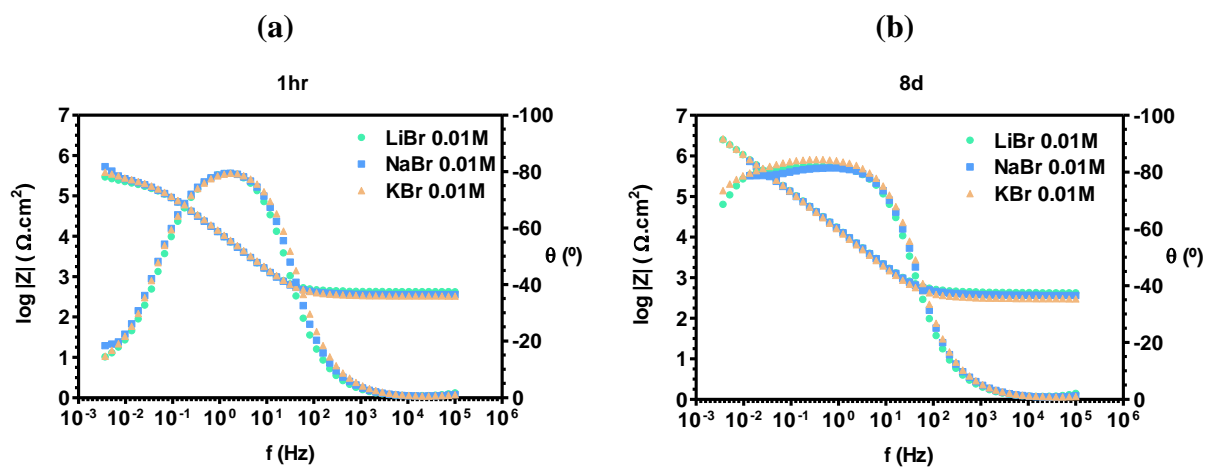 (a)
1hr
7
6
5
4
3
2
1
0
log |Z| ( Ω.cm²)
-100
-80
-60
-40
-20
0
θ (º)
LiBr 0.01M
NaBr 0.01M
KBr 0.01M
10⁻³ 10⁻² 10⁻¹ 10⁰ 10¹ 10² 10³ 10⁴ 10⁵ 10⁶
f (Hz)
(b)
8d
7
6
5
4
3
2
1
0
log |Z| ( Ω.cm²)
-100
-80
-60
-40
-20
0
θ (º)
LiBr 0.01M
NaBr 0.01M
KBr 0.01M
10⁻³ 10⁻² 10⁻¹ 10⁰ 10¹ 10² 10³ 10⁴ 10⁵ 10⁶
f (Hz)